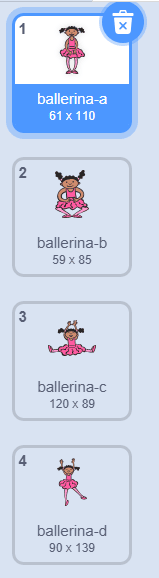 1
ballerina-a
61 x 110
2
ballerina-b
59 x 85
3
ballerina-c
120 x 89
4
ballerina-d
90 x 139